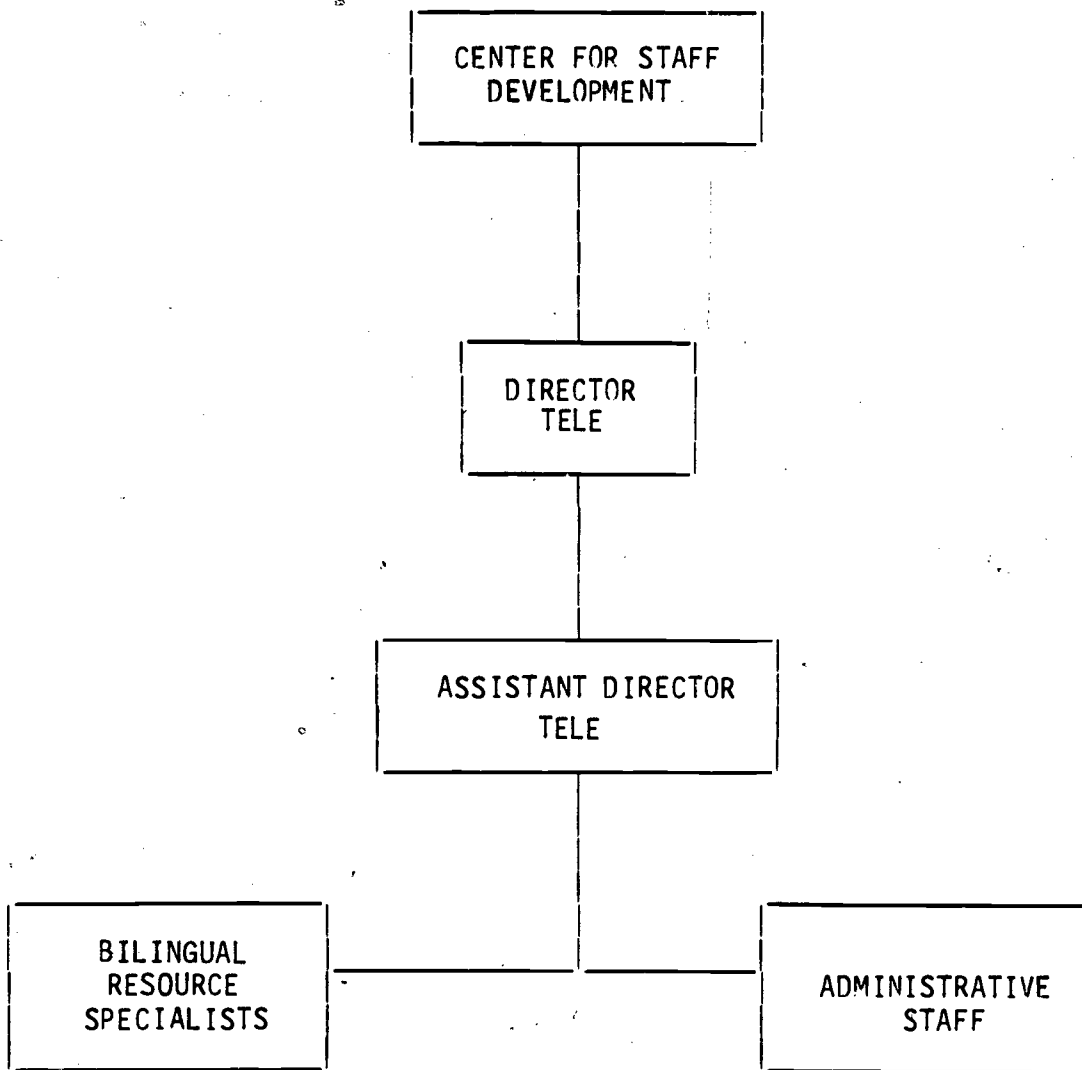 CENTER FOR STAFF
DEVELOPMENT
DIRECTOR
TELE
ASSISTANT DIRECTOR
TELE
BILINGUAL
RESOURCE
SPECIALISTS
ADMINISTRATIVE
STAFF